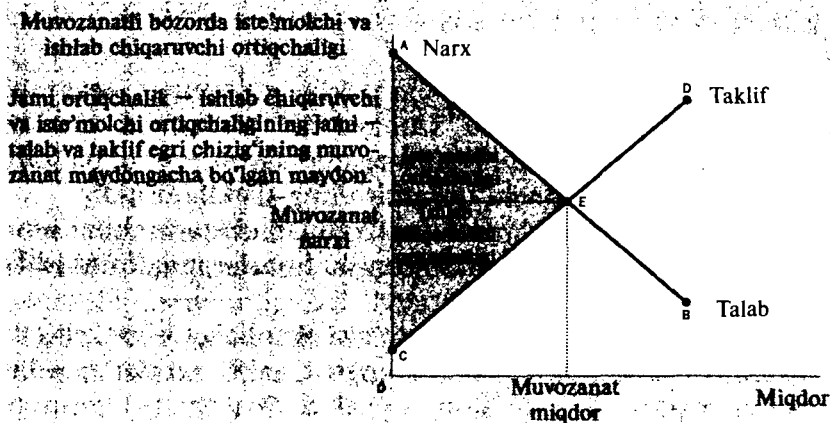 Muvozanatli bozorda iste'molchi va
ishlab chiqaruvchi ortiqchaligi
Jami ortiqchalik — ishlab chiqaruvchi
va iste'molchi ortiqchaligining jami —
talab va taklif egri chizig'ining muvo-
zanat maydongacha bo'lgan maydon.
A
Narx
D
Taklif
E
Muvozanat
narxi
B
Talab
C
0
Muvozanat
miqdor
Miqdor